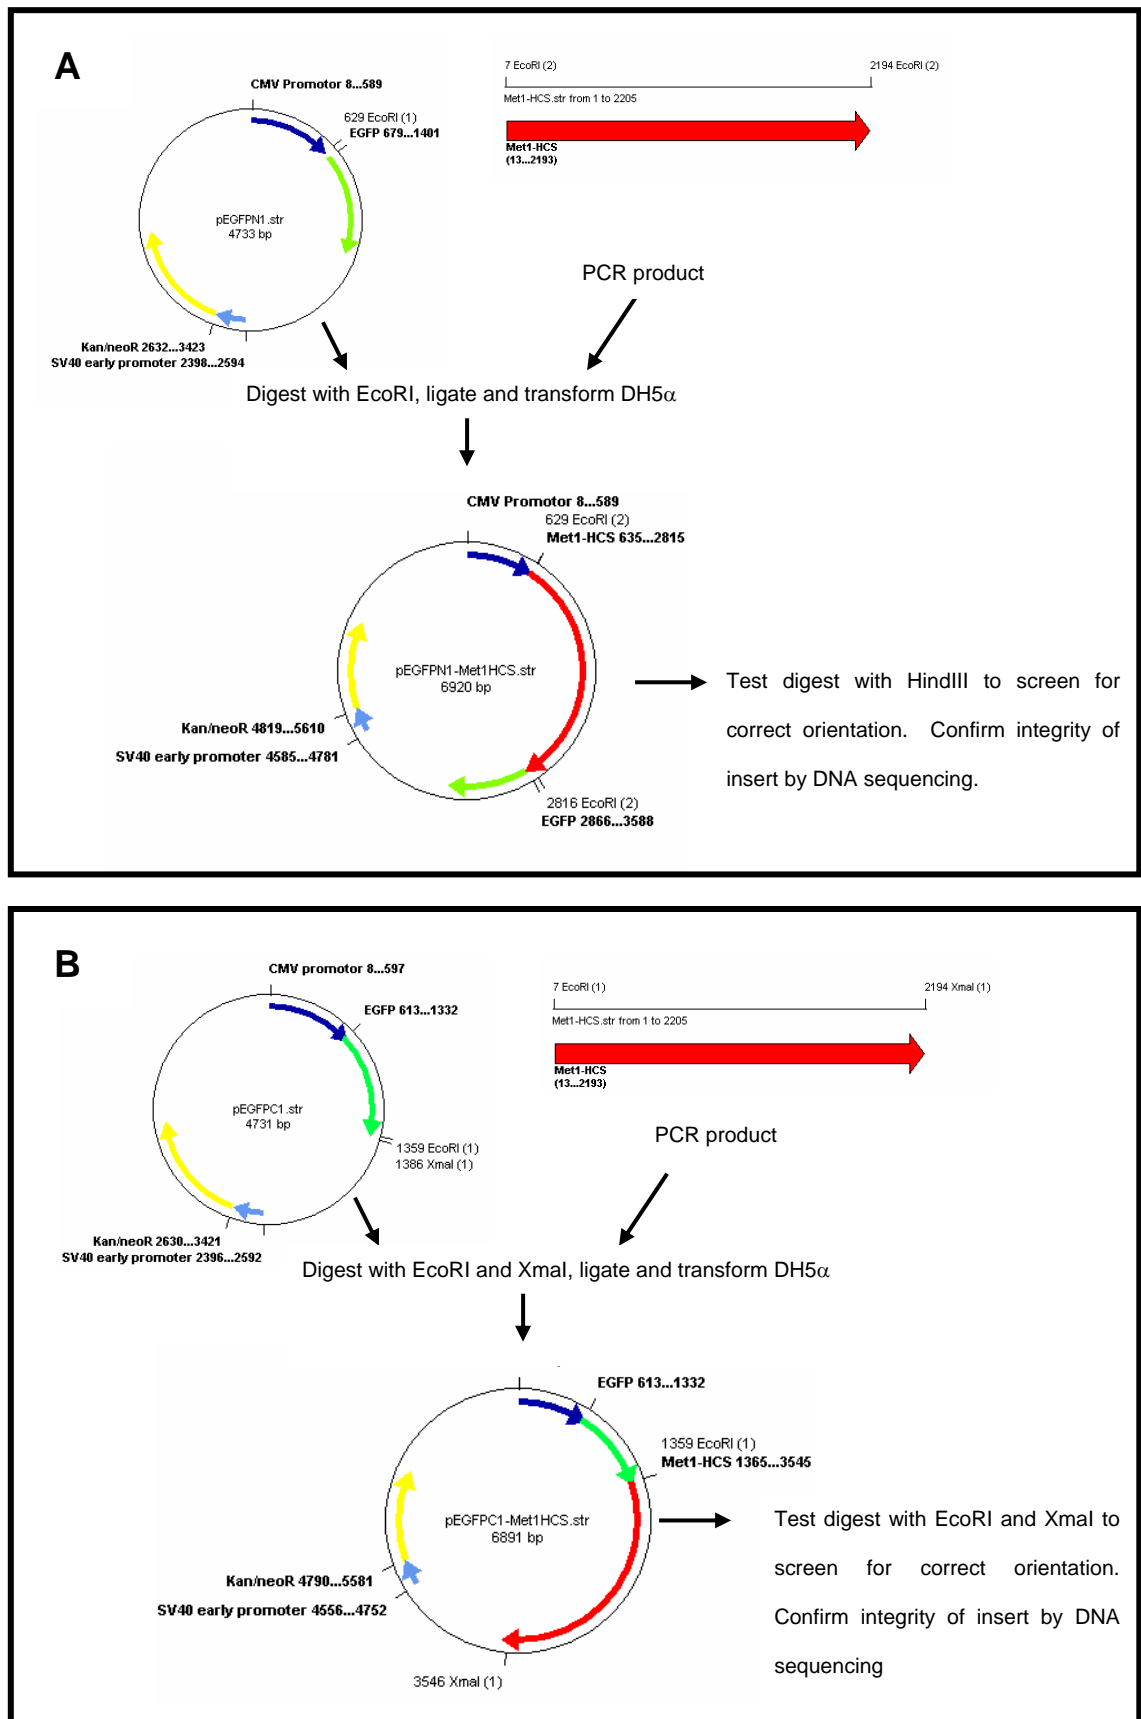 A
CMV Promotor 8...589
629 EcoRI (1)
EGFP 679...1401
pEGFPN1.str
4733 bp
Kan/neoR 2632...3423
SV40 early promoter 2398...2594
7 EcoRI (2)
2194 EcoRI (2)
Met1-HCS.str from 1 to 2205
Met1-HCS
(13...2193)
PCR product
Digest with EcoRI, ligate and transform DH5α
CMV Promotor 8...589
629 EcoRI (2)
Met1-HCS 635...2815
pEGFPN1-Met1HCS.str
6920 bp
Kan/neoR 4819...5610
SV40 early promoter 4585...4781
2816 EcoRI (2)
EGFP 2866...3588
Test digest with HindIII to screen for
correct orientation. Confirm integrity of
insert by DNA sequencing.
B
CMV promotor 8...597
EGFP 613...1332
pEGFPC1.str
4731 bp
1359 EcoRI (1)
1386 XmaI (1)
Kan/neoR 2630...3421
SV40 early promoter 2396...2592
7 EcoRI (1)
2194 XmaI (1)
Met1-HCS.str from 1 to 2205
Met1-HCS
(13...2193)
PCR product
Digest with EcoRI and XmaI, ligate and transform DH5α
EGFP 613...1332
1359 EcoRI (1)
Met1-HCS 1365...3545
pEGFPC1-Met1HCS.str
6891 bp
Kan/neoR 4790...5581
SV40 early promoter 4556...4752
3546 XmaI (1)
Test digest with EcoRI and XmaI to
screen for correct orientation.
Confirm integrity of insert by DNA
sequencing